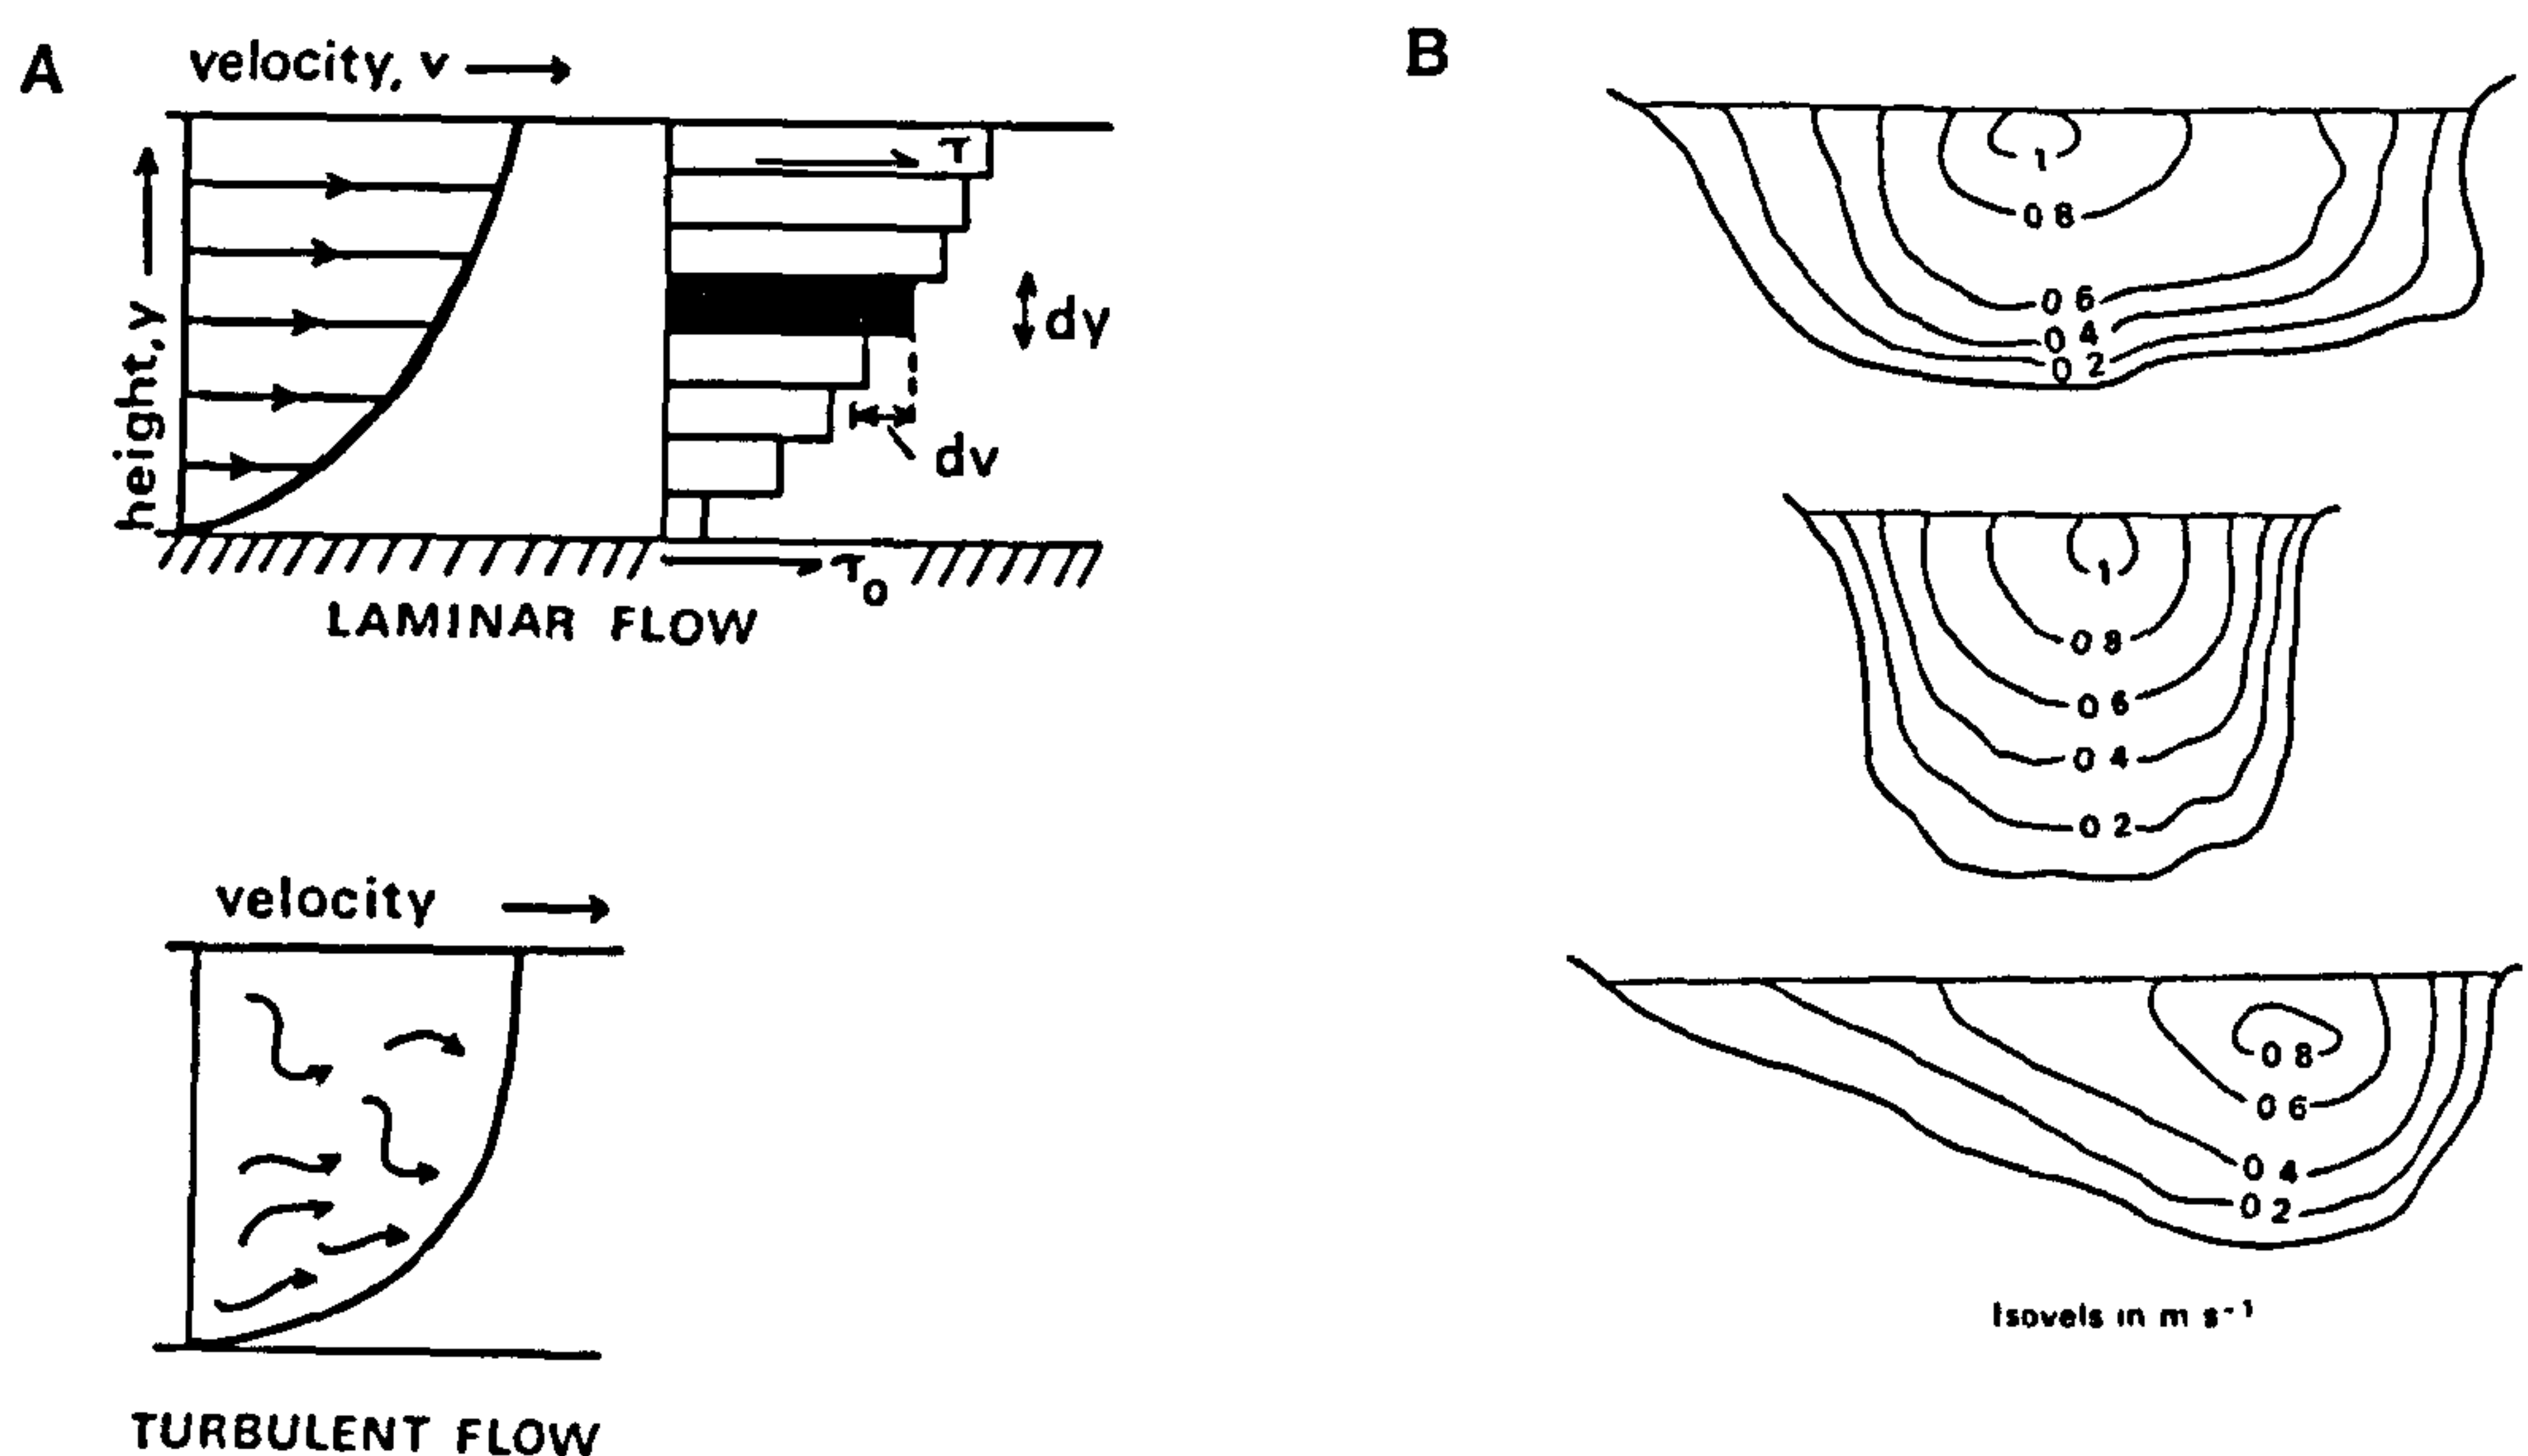 A
velocity, v
height, y
τ
dy
dv
τo
LAMINAR FLOW
velocity
TURBULENT FLOW
B
1
0 8
0 6
0 4
0 2
1
0 8
0 6
0 4
0 2
0 8
0 6
0 4
0 2
Isovels in m s-1